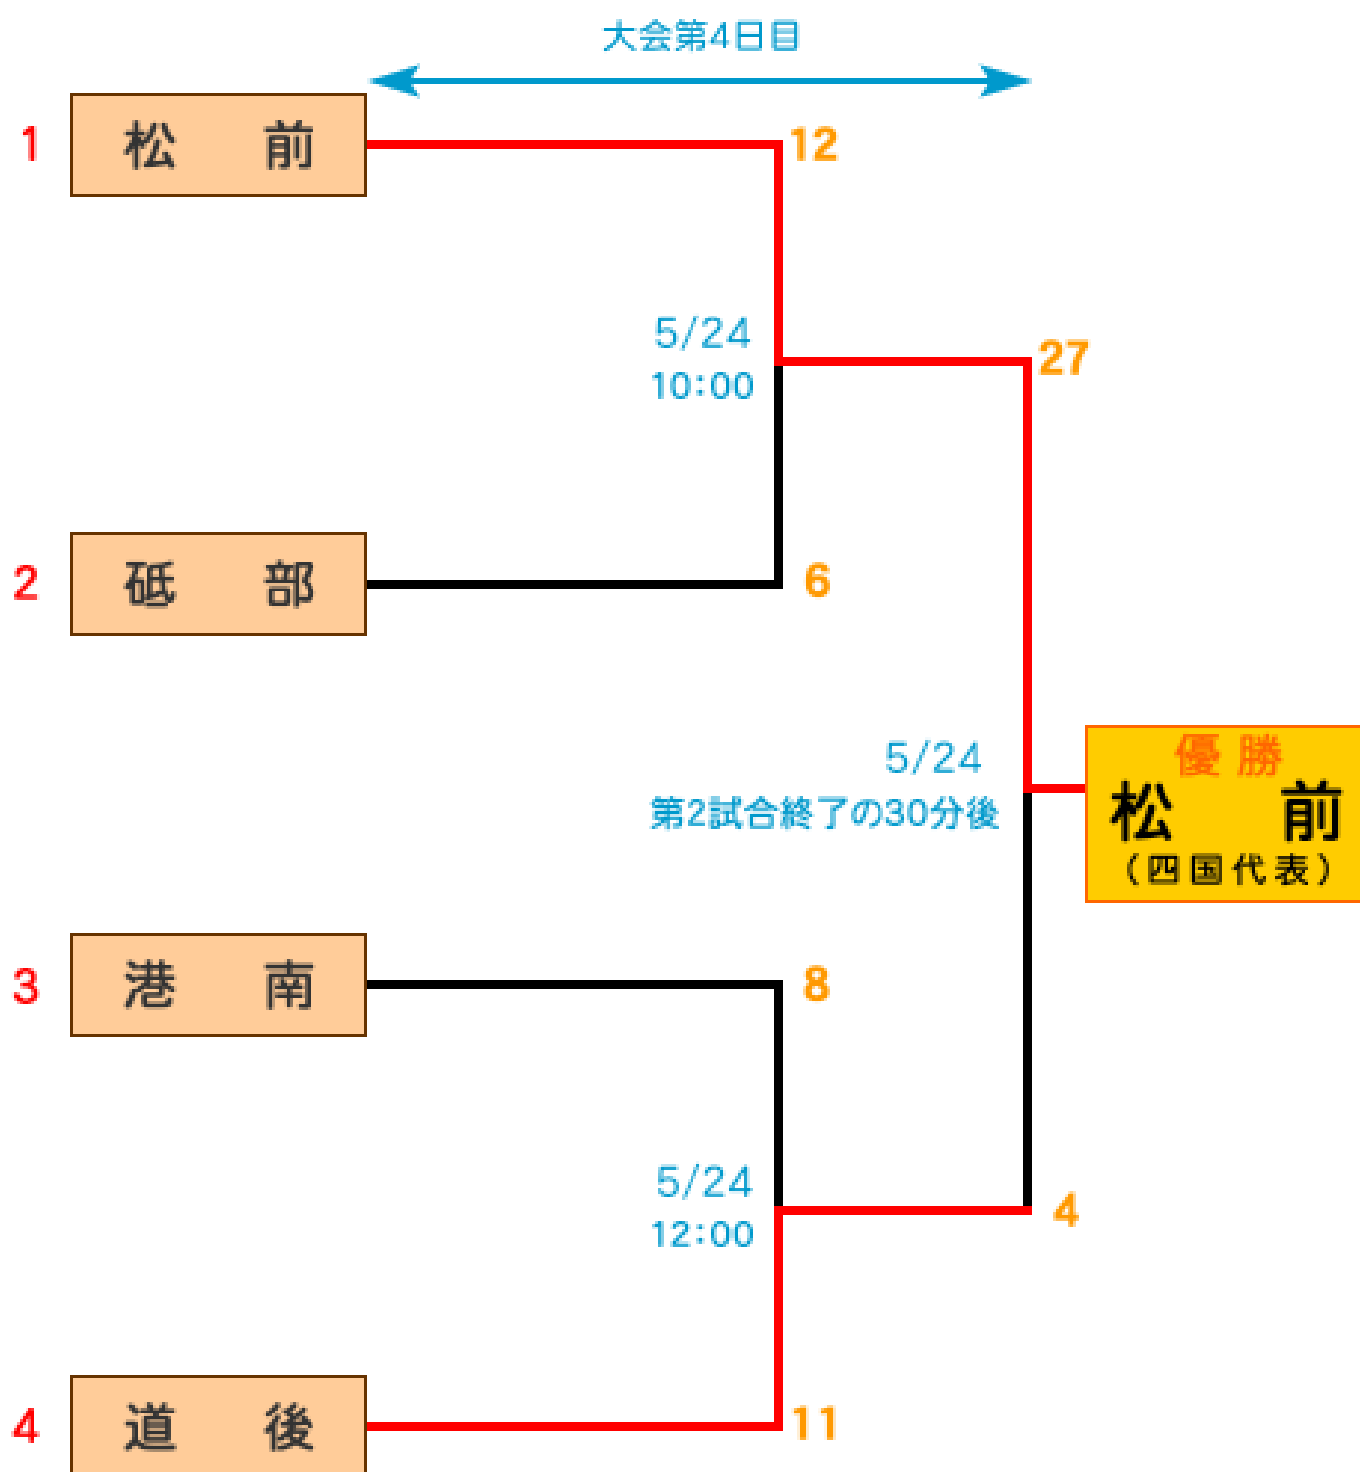 大会第4日目
1 松 前 12
5/24
10:00
27
2 砥 部 6
5/24
第2試合終了の30分後
優勝
松 前
(四国代表)
3 港 南 8
5/24
12:00
4
4 道 後 11